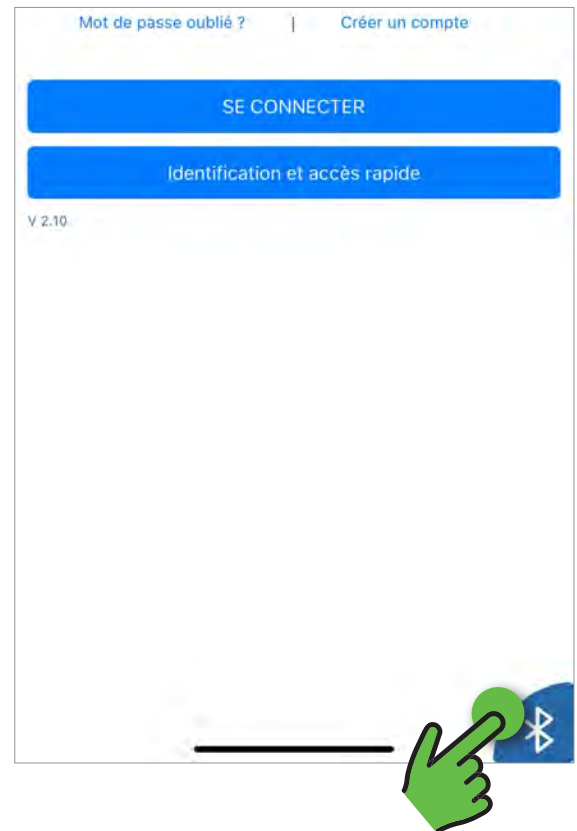 Mot de passe oublié ? | Créer un compte
SE CONNECTER
Identification et accès rapide
V 2.10